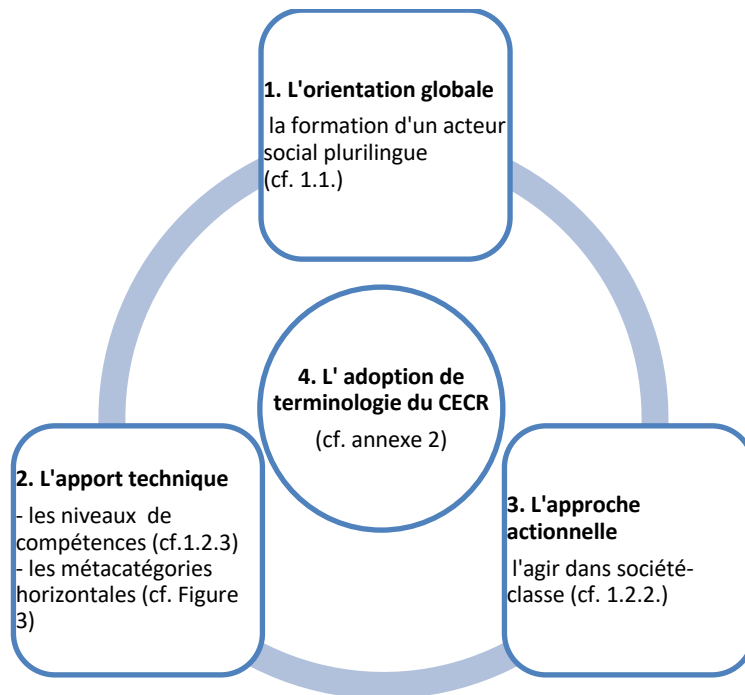 1. L'orientation globale
la formation d'un acteur
social plurilingue
(cf. 1.1.)
4. L' adoption de
terminologie du CECR
(cf. annexe 2)
2. L'apport technique
- les niveaux de
compétences (cf.1.2.3)
- les métacatégories
horizontales (cf. Figure
3)
3. L'approche
actionnelle
l'agir dans société-
classe (cf. 1.2.2.)